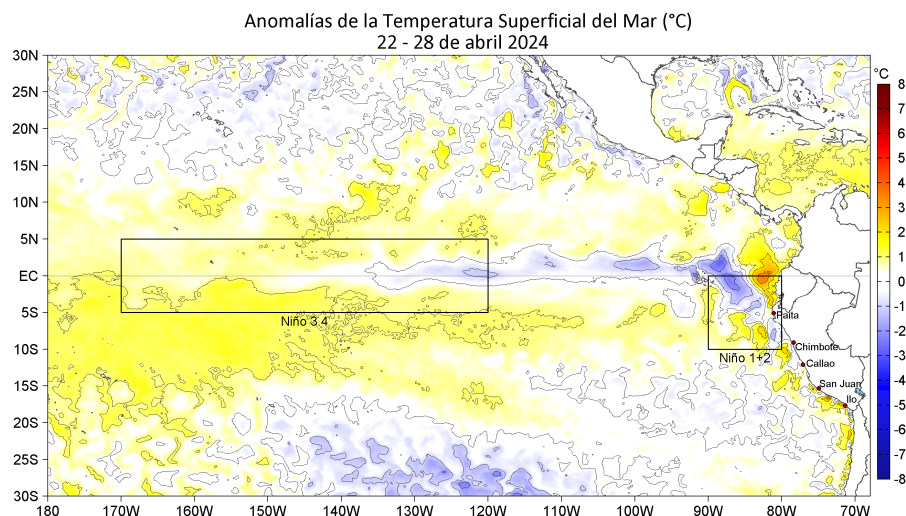 Anomalías de la Temperatura Superficial del Mar (°C)
22 - 28 de abril 2024
°C
30N
25N
20N
15N
10N
5N
EC
5S
10S
15S
20S
25S
30S
8
7
6
5
4
3
2
1
0
-1
-2
-3
-4
-5
-6
-7
-8
Niño 3.4
Niño 1+2
Paita
Chimbote
Callao
San Juan
Ilo
180 170W 160W 150W 140W 130W 120W 110W 100W 90W 80W 70W